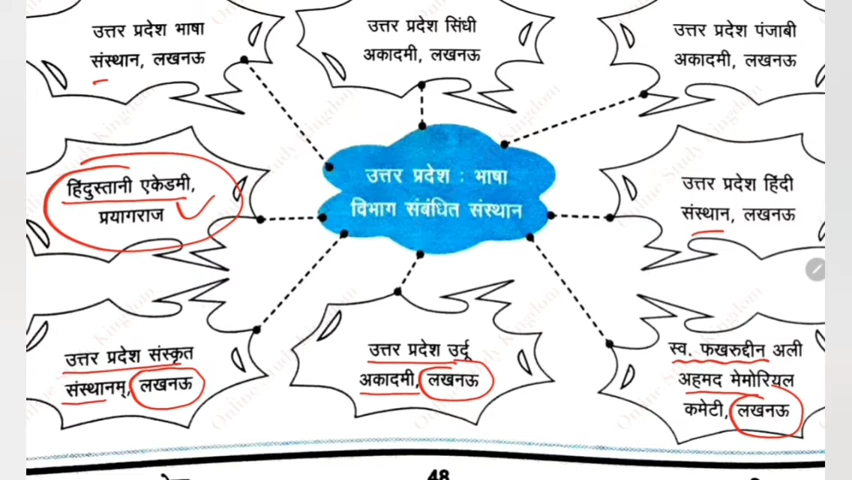 उत्तर प्रदेश भाषा
संस्थान, लखनऊ
उत्तर प्रदेश सिंधी
अकादमी, लखनऊ
उत्तर प्रदेश पंजाबी
अकादमी, लखनऊ
हिंदुस्तानी एकेडमी,
प्रयागराज
उत्तर प्रदेश : भाषा
विभाग संबंधित संस्थान
उत्तर प्रदेश हिंदी
संस्थान, लखनऊ
उत्तर प्रदेश संस्कृत
संस्थानम्, लखनऊ
उत्तर प्रदेश उर्दू
अकादमी, लखनऊ
स्व. फखरुद्दीन अली
अहमद मेमोरियल
कमेटी, लखनऊ
48